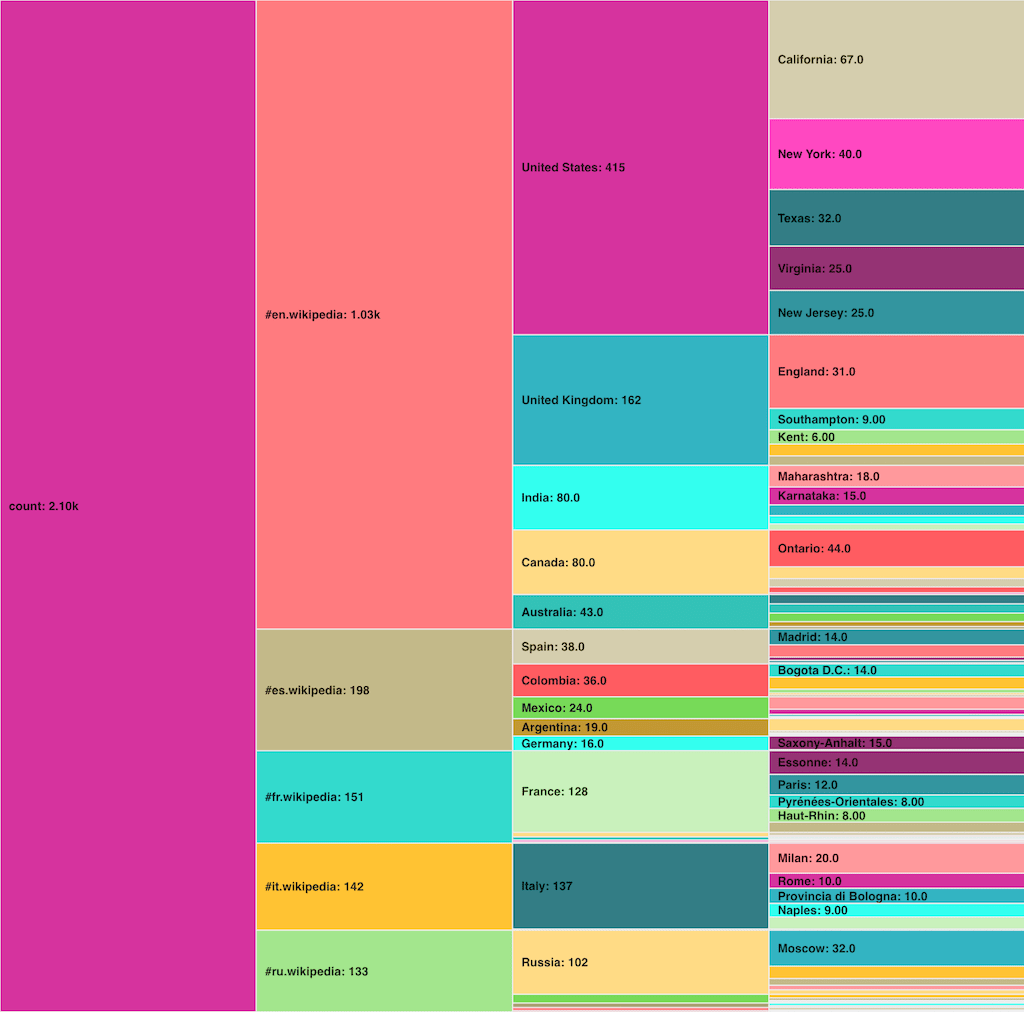 count: 2.10k
#en.wikipedia: 1.03k
#es.wikipedia: 198
#fr.wikipedia: 151
#it.wikipedia: 142
#ru.wikipedia: 133
United States: 415
United Kingdom: 162
India: 80.0
Canada: 80.0
Australia: 43.0
Spain: 38.0
Colombia: 36.0
Mexico: 24.0
Argentina: 19.0
Germany: 16.0
France: 128
Italy: 137
Russia: 102
California: 67.0
New York: 40.0
Texas: 32.0
Virginia: 25.0
New Jersey: 25.0
England: 31.0
Southampton: 9.00
Kent: 6.00
Maharashtra: 18.0
Karnataka: 15.0
Ontario: 44.0
Madrid: 14.0
Bogota D.C.: 14.0
Saxony-Anhalt: 15.0
Essonne: 14.0
Paris: 12.0
Pyrénées-Orientales: 8.00
Haut-Rhin: 8.00
Milan: 20.0
Rome: 10.0
Provincia di Bologna: 10.0
Naples: 9.00
Moscow: 32.0